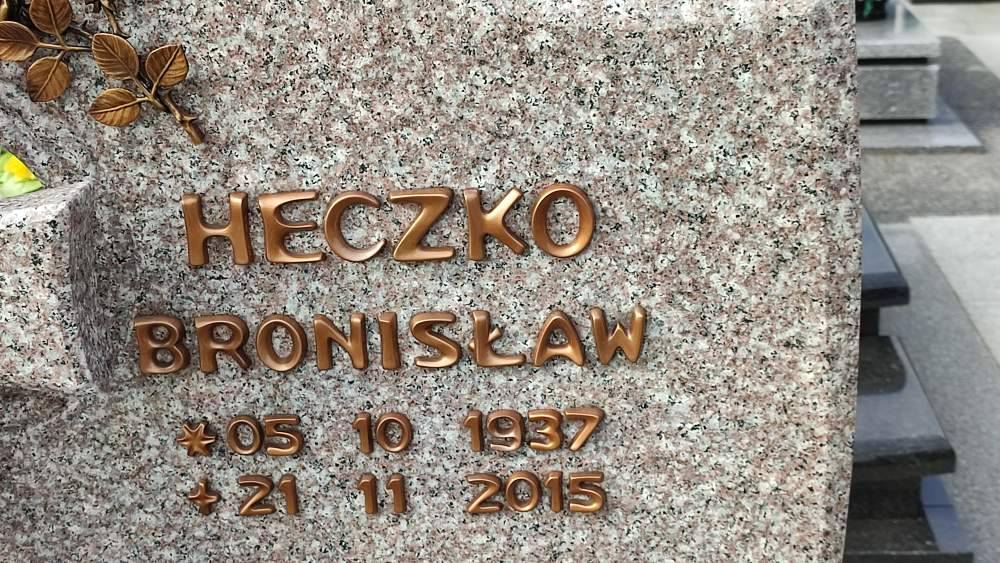 HECZKO
BRONISŁAW
* 05 10 1937
+ 21 11 2015